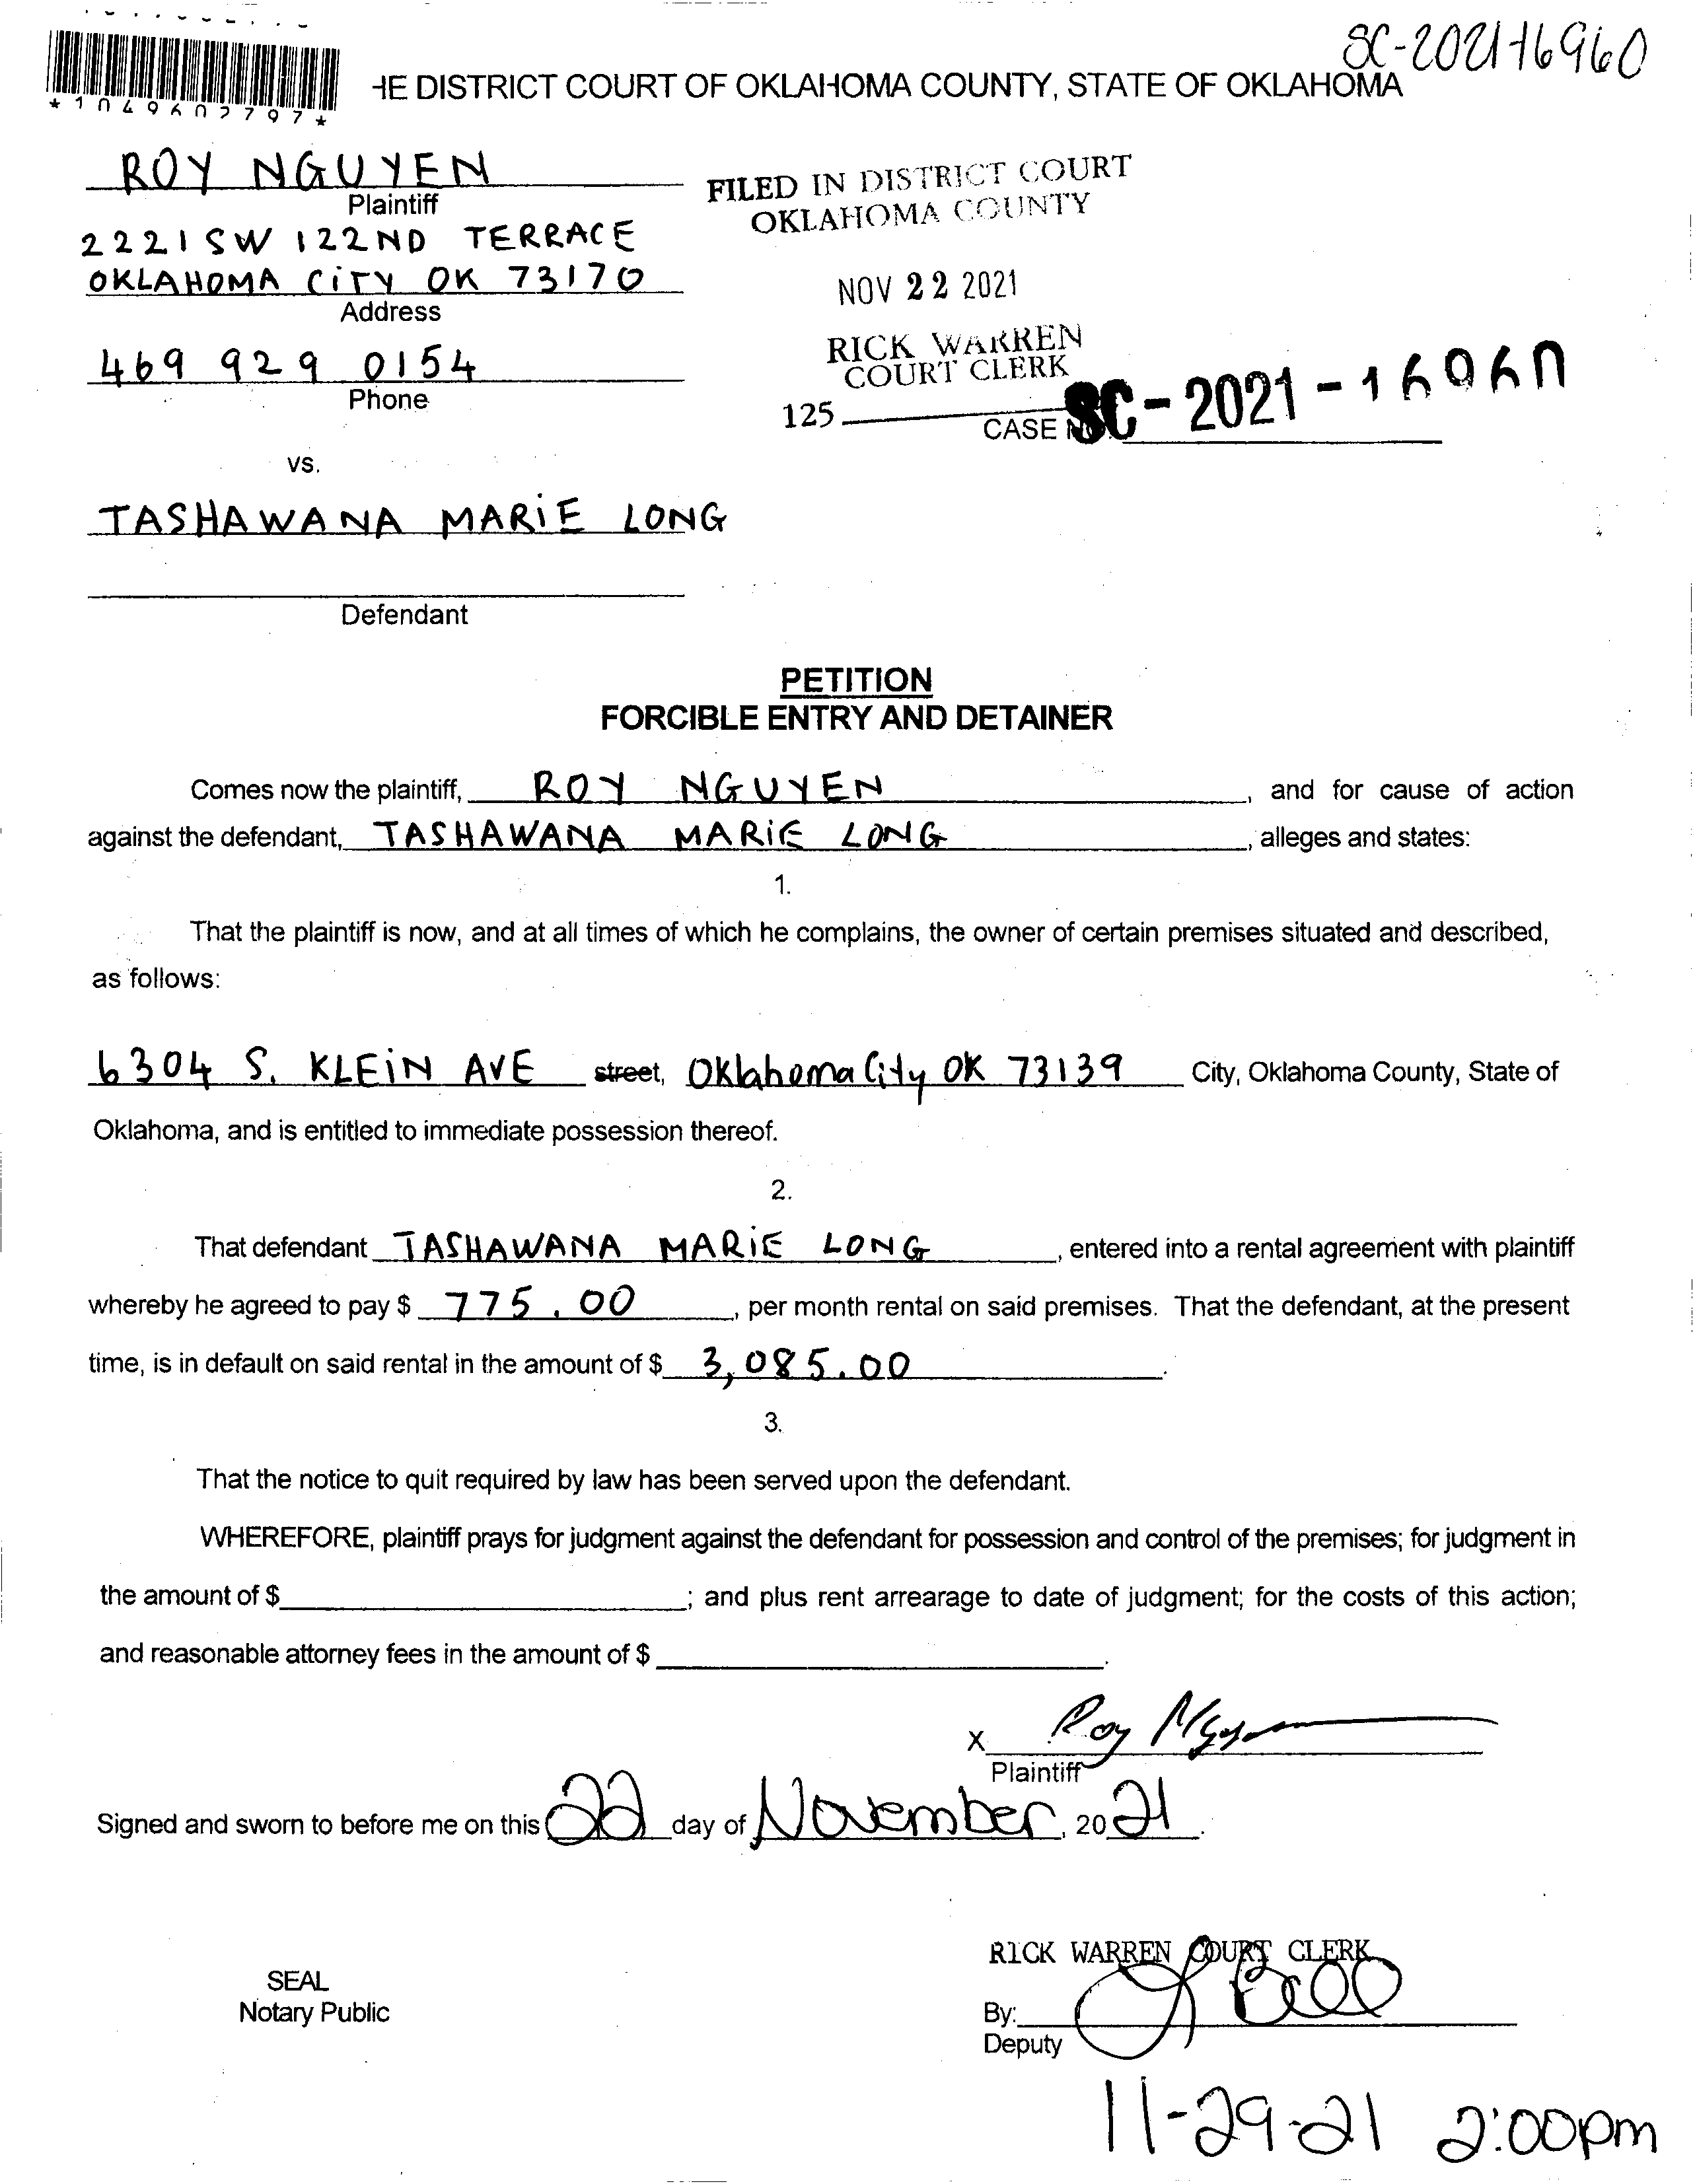 SC-2021-16960
*1049602797*
HE DISTRICT COURT OF OKLAHOMA COUNTY, STATE OF OKLAHOMA
ROY NGUYEN
Plaintiff
2221 SW 122ND TERRACE
OKLAHOMA CITY OK 73170
Address
469 929 0154
Phone
FILED IN DISTRICT COURT
OKLAHOMA COUNTY
NOV 22 2021
RICK WARREN
COURT CLERK
125
CASE NO. SC-2021-16960
vs.
TASHAWANA MARIE LONG
Defendant
PETITION
FORCIBLE ENTRY AND DETAINER
Comes now the plaintiff, ROY NGUYEN, and for cause of action
against the defendant, TASHAWANA MARIE LONG, alleges and states:
1.
That the plaintiff is now, and at all times of which he complains, the owner of certain premises situated and described,
as follows:
6304 S. KLEIN AVE street, Oklahoma City OK 73139 City, Oklahoma County, State of
Oklahoma, and is entitled to immediate possession thereof.
2.
That defendant TASHAWANA MARIE LONG, entered into a rental agreement with plaintiff
whereby he agreed to pay $ 775.00, per month rental on said premises. That the defendant, at the present
time, is in default on said rental in the amount of $ 3,085.00.
3.
That the notice to quit required by law has been served upon the defendant.
WHEREFORE, plaintiff prays for judgment against the defendant for possession and control of the premises; for judgment in
the amount of $ ; and plus rent arrearage to date of judgment; for the costs of this action;
and reasonable attorney fees in the amount of $ .
X Roy Nguyen
Plaintiff
Signed and sworn to before me on this 22 day of November, 2021.
RICK WARREN COURT CLERK
SEAL
Notary Public
By:
Deputy
11-29-21 2:00pm